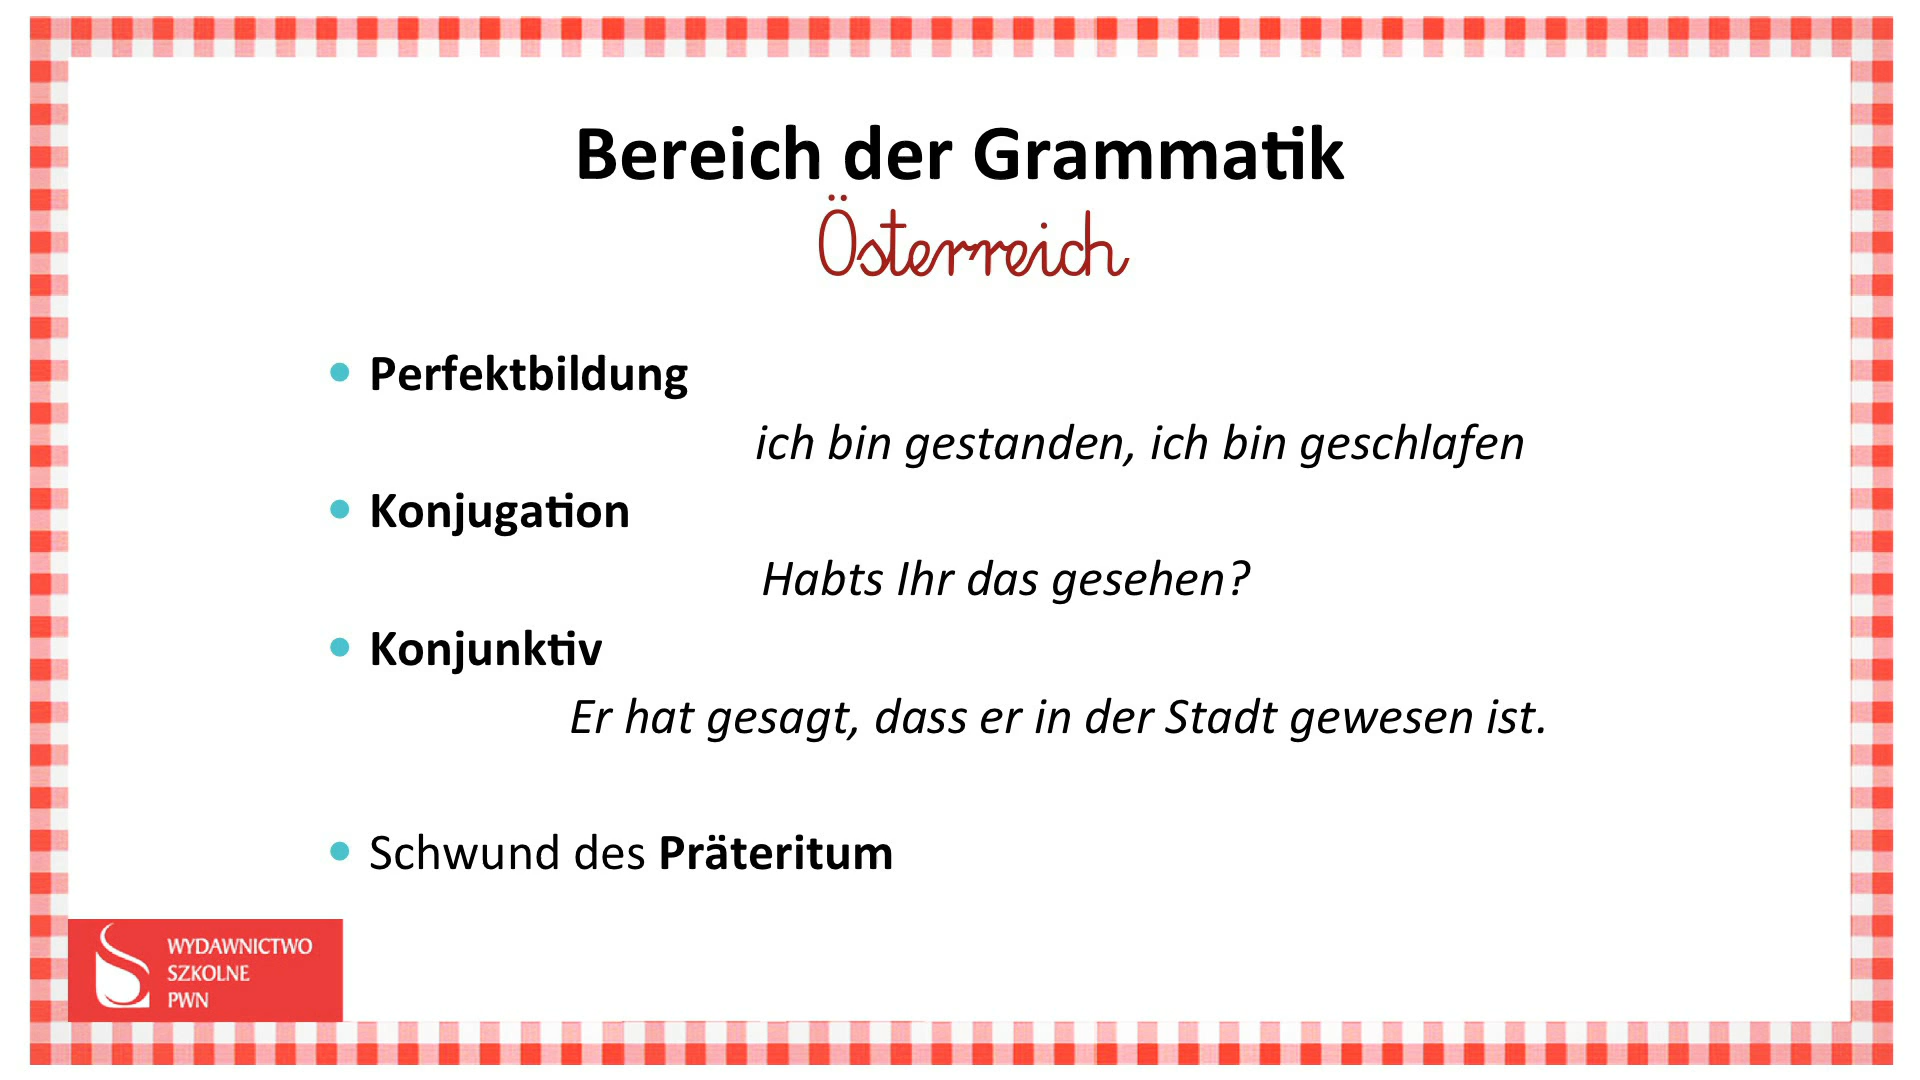 Bereich der Grammatik
Österreich
• Perfektbildung
ich bin gestanden, ich bin geschlafen
• Konjugation
Habts Ihr das gesehen?
• Konjunktiv
Er hat gesagt, dass er in der Stadt gewesen ist.
• Schwund des Präteritum
WYDAWNICTWO
SZKOLNE
PWN